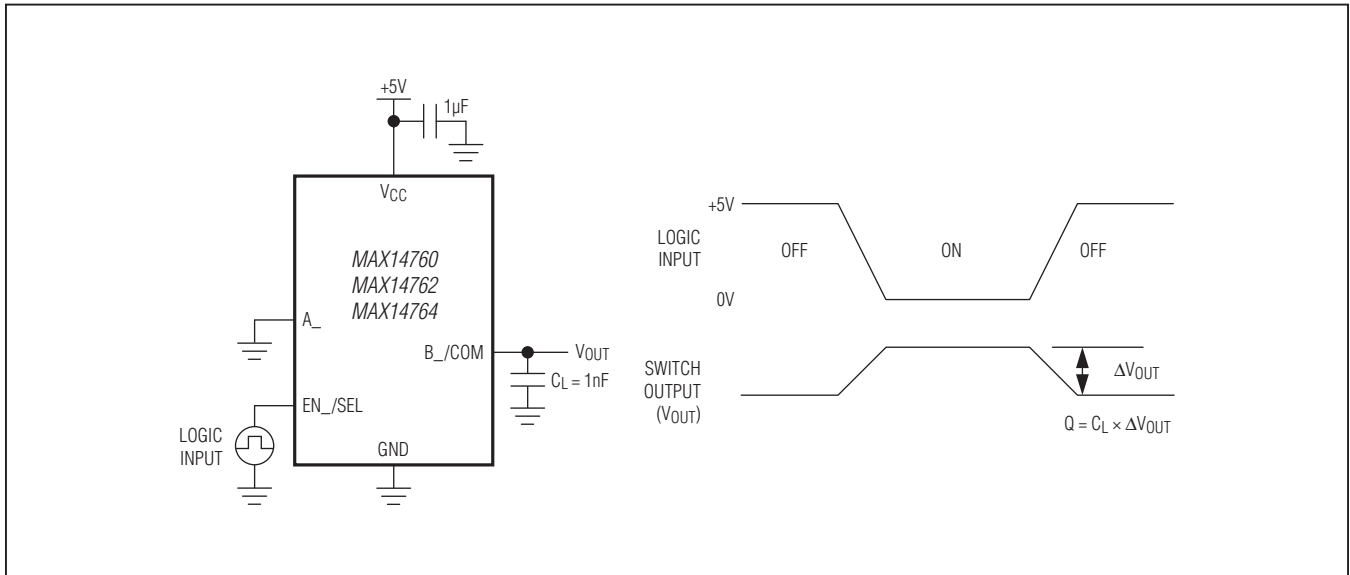 +5V
1µF
VCC
MAX14760
MAX14762
MAX14764
A_
B_/COM
VOUT
CL = 1nF
EN_/SEL
LOGIC
INPUT
GND
+5V
LOGIC
INPUT
OFF
ON
OFF
0V
SWITCH
OUTPUT
(VOUT)
ΔVOUT
Q = CL × ΔVOUT